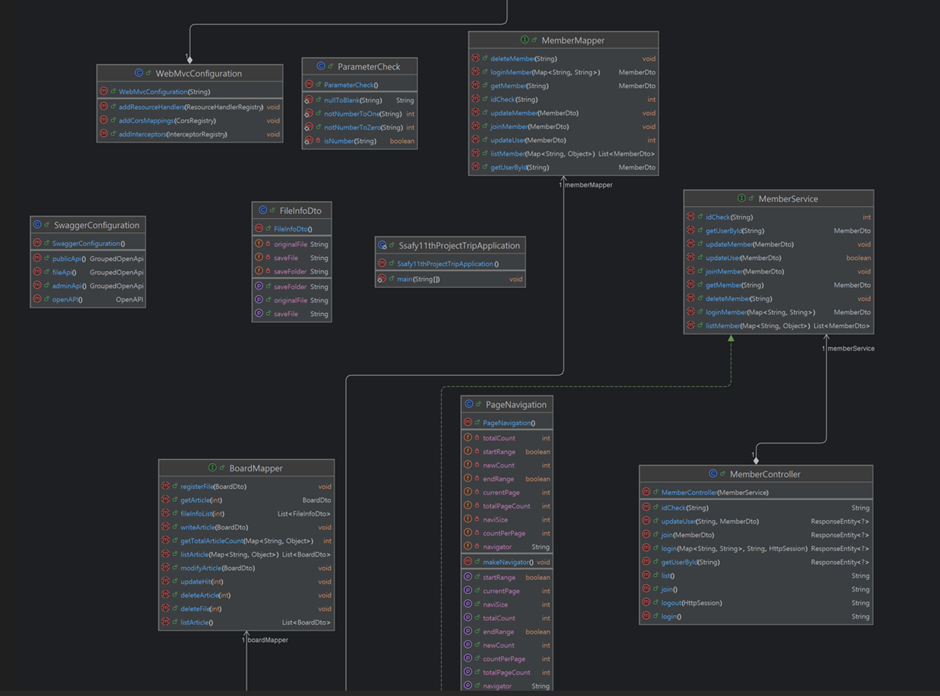 1
WebMvcConfiguration
WebMvcConfiguration(String)
addResourceHandlers(ResourceHandlerRegistry) void
addCorsMappings(CorsRegistry) void
addInterceptors(InterceptorRegistry) void
ParameterCheck
ParameterCheck()
nullToBlank(String) String
notNumberToOne(String) int
notNumberToZero(String) int
isNumber(String) boolean
MemberMapper
deleteMember(String) void
loginMember(Map<String, String>) MemberDto
getMember(String) MemberDto
idCheck(String) int
updateMember(MemberDto) void
joinMember(MemberDto) void
updateUser(MemberDto) int
listMember(Map<String, Object>) List<MemberDto>
getUserById(String) MemberDto
1 memberMapper
MemberService
idCheck(String) int
getUserById(String) MemberDto
updateMember(MemberDto) void
updateUser(MemberDto) boolean
joinMember(MemberDto) void
getMember(String) MemberDto
deleteMember(String) void
loginMember(Map<String, String>) MemberDto
listMember(Map<String, Object>) List<MemberDto>
1 memberService
SwaggerConfiguration
SwaggerConfiguration()
publicApi() GroupedOpenApi
fileApi() GroupedOpenApi
adminApi() GroupedOpenApi
openAPI() OpenAPI
FileInfoDto
FileInfoDto()
originalFile String
saveFile String
saveFolder String
saveFolder String
originalFile String
saveFile String
Ssafy11thProjectTripApplication
Ssafy11thProjectTripApplication()
main(String[]) void
PageNavigation
PageNavigation()
totalCount int
startRange boolean
newCount int
endRange boolean
currentPage int
totalPageCount int
naviSize int
countPerPage int
navigator String
makeNavigator() void
startRange boolean
currentPage int
naviSize int
totalCount int
endRange boolean
newCount int
countPerPage int
totalPageCount int
navigator String
BoardMapper
registerFile(BoardDto) void
getArticle(int) BoardDto
fileInfoList(int) List<FileInfoDto>
writeArticle(BoardDto) void
getTotalArticleCount(Map<String, Object>) int
listArticle(Map<String, Object>) List<BoardDto>
modifyArticle(BoardDto) void
updateHit(int) void
deleteArticle(int) void
deleteFile(int) void
listArticle() List<BoardDto>
1 boardMapper
1
MemberController
MemberController(MemberService)
idCheck(String) String
updateUser(String, MemberDto) ResponseEntity<?>
join(MemberDto) ResponseEntity<?>
login(Map<String, String>, String, HttpSession) ResponseEntity<?>
getUserById(String) ResponseEntity<?>
list() String
join() String
logout(HttpSession) String
login() String